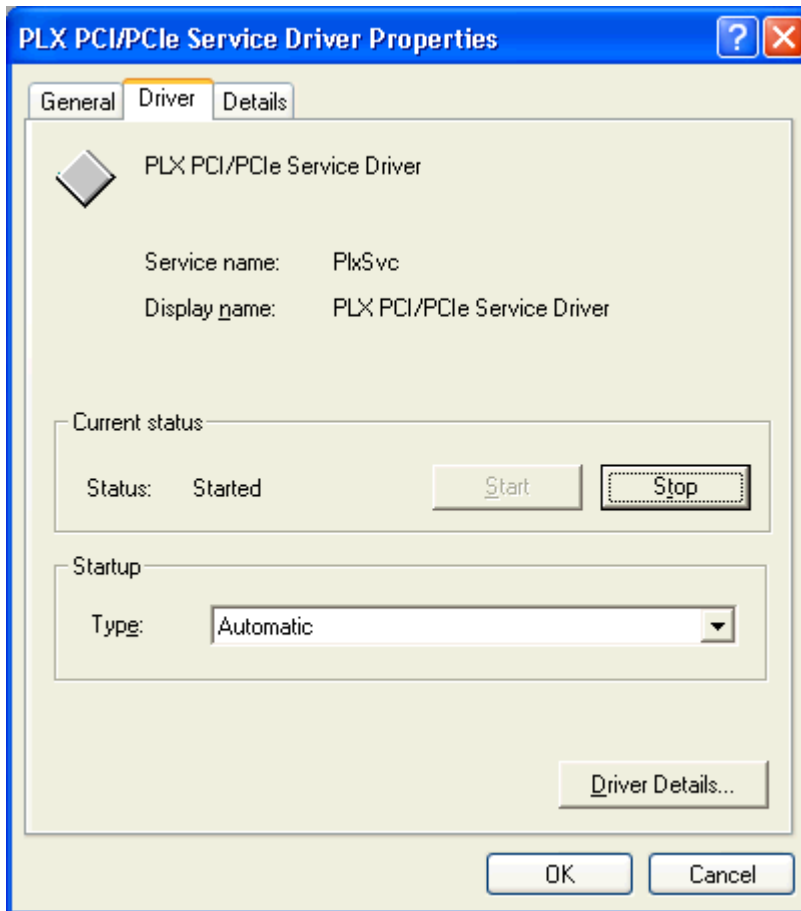 PLX PCI/PCIe Service Driver Properties
?
General Driver Details
PLX PCI/PCIe Service Driver
Service name: PlxSvc
Display name: PLX PCI/PCIe Service Driver
Current status
Status: Started Start Stop
Startup
Type: Automatic
Driver Details...
OK Cancel